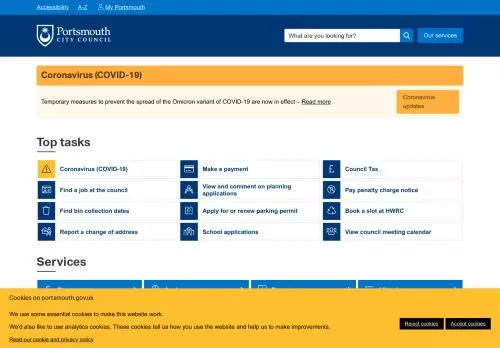 Accessibility A-Z My Portsmouth
Portsmouth
CITY COUNCIL
What are you looking for?
Our services
Coronavirus (COVID-19)
Temporary measures to prevent the spread of the Omicron variant of COVID-19 are now in effect – Read more
Coronavirus
updates
Top tasks
Coronavirus (COVID-19)
Make a payment
Council Tax
Find a job at the council
View and comment on planning
applications
Pay penalty charge notice
Find bin collection dates
Apply for or renew parking permit
Book a slot at HWRC
Report a change of address
School applications
View council meeting calendar
Services
Cookies on portsmouth.gov.uk
We use some essential cookies to make this website work.
We'd also like to use analytics cookies. These cookies tell us how you use the website and help us to make improvements.
Reject cookies
Accept cookies
Read our cookie and privacy policy